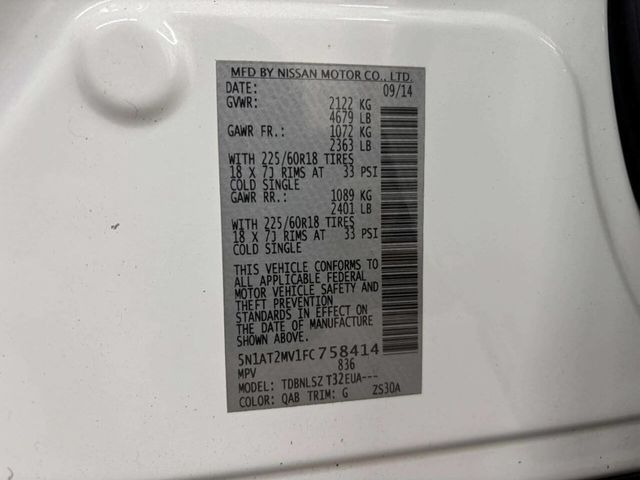 MFD BY NISSAN MOTOR CO., LTD.
DATE: 09/14
GVWR: 2122 KG
4679 LB
GAWR FR.: 1072 KG
2363 LB
WITH 225/60R18 TIRES
18 X 7J RIMS AT 33 PSI
COLD SINGLE
GAWR RR.: 1089 KG
2401 LB
WITH 225/60R18 TIRES
18 X 7J RIMS AT 33 PSI
COLD SINGLE
THIS VEHICLE CONFORMS TO
ALL APPLICABLE FEDERAL
MOTOR VEHICLE SAFETY AND
THEFT PREVENTION
STANDARDS IN EFFECT ON
THE DATE OF MANUFACTURE
SHOWN ABOVE.
5N1AT2MV1FC758414
MPV 836
MODEL: TDBNLSZ T32EUA---
COLOR: QAB TRIM: G ZS30A